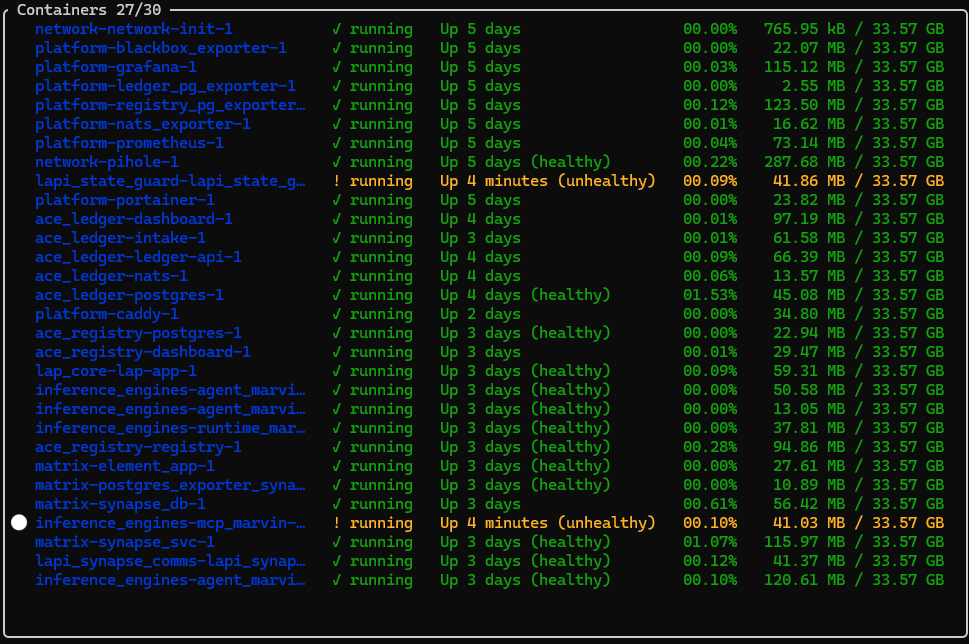 Containers 27/30
network-network-init-1 ✓ running Up 5 days 00.00% 765.95 kB / 33.57 GB
platform-blackbox_exporter-1 ✓ running Up 5 days 00.00% 22.07 MB / 33.57 GB
platform-grafana-1 ✓ running Up 5 days 00.03% 115.12 MB / 33.57 GB
platform-ledger_pg_exporter-1 ✓ running Up 5 days 00.00% 2.55 MB / 33.57 GB
platform-registry_pg_exporter… ✓ running Up 5 days 00.12% 123.50 MB / 33.57 GB
platform-nats_exporter-1 ✓ running Up 5 days 00.01% 16.62 MB / 33.57 GB
platform-prometheus-1 ✓ running Up 5 days 00.04% 73.14 MB / 33.57 GB
network-pihole-1 ✓ running Up 5 days (healthy) 00.22% 287.68 MB / 33.57 GB
lapi_state_guard-lapi_state_g… ! running Up 4 minutes (unhealthy) 00.09% 41.86 MB / 33.57 GB
platform-portainer-1 ✓ running Up 5 days 00.00% 23.82 MB / 33.57 GB
ace_ledger-dashboard-1 ✓ running Up 4 days 00.01% 97.19 MB / 33.57 GB
ace_ledger-intake-1 ✓ running Up 3 days 00.01% 61.58 MB / 33.57 GB
ace_ledger-ledger-api-1 ✓ running Up 4 days 00.09% 66.39 MB / 33.57 GB
ace_ledger-nats-1 ✓ running Up 4 days 00.06% 13.57 MB / 33.57 GB
ace_ledger-postgres-1 ✓ running Up 4 days (healthy) 01.53% 45.08 MB / 33.57 GB
platform-caddy-1 ✓ running Up 2 days 00.00% 34.80 MB / 33.57 GB
ace_registry-postgres-1 ✓ running Up 3 days (healthy) 00.00% 22.94 MB / 33.57 GB
ace_registry-dashboard-1 ✓ running Up 3 days 00.01% 29.47 MB / 33.57 GB
lap_core-lap-app-1 ✓ running Up 3 days (healthy) 00.09% 59.31 MB / 33.57 GB
inference_engines-agent_marvi… ✓ running Up 3 days (healthy) 00.00% 50.58 MB / 33.57 GB
inference_engines-agent_marvi… ✓ running Up 3 days (healthy) 00.00% 13.05 MB / 33.57 GB
inference_engines-runtime_mar… ✓ running Up 3 days (healthy) 00.00% 37.81 MB / 33.57 GB
ace_registry-registry-1 ✓ running Up 3 days (healthy) 00.28% 94.86 MB / 33.57 GB
matrix-element_app-1 ✓ running Up 3 days (healthy) 00.00% 27.61 MB / 33.57 GB
matrix-postgres_exporter_syna… ✓ running Up 3 days (healthy) 00.00% 10.89 MB / 33.57 GB
matrix-synapse_db-1 ✓ running Up 3 days 00.61% 56.42 MB / 33.57 GB
inference_engines-mcp_marvin-… ! running Up 4 minutes (unhealthy) 00.10% 41.03 MB / 33.57 GB
matrix-synapse_svc-1 ✓ running Up 3 days (healthy) 01.07% 115.97 MB / 33.57 GB
lapi_synapse_comms-lapi_synap… ✓ running Up 3 days (healthy) 00.12% 41.37 MB / 33.57 GB
inference_engines-agent_marvi… ✓ running Up 3 days (healthy) 00.10% 120.61 MB / 33.57 GB